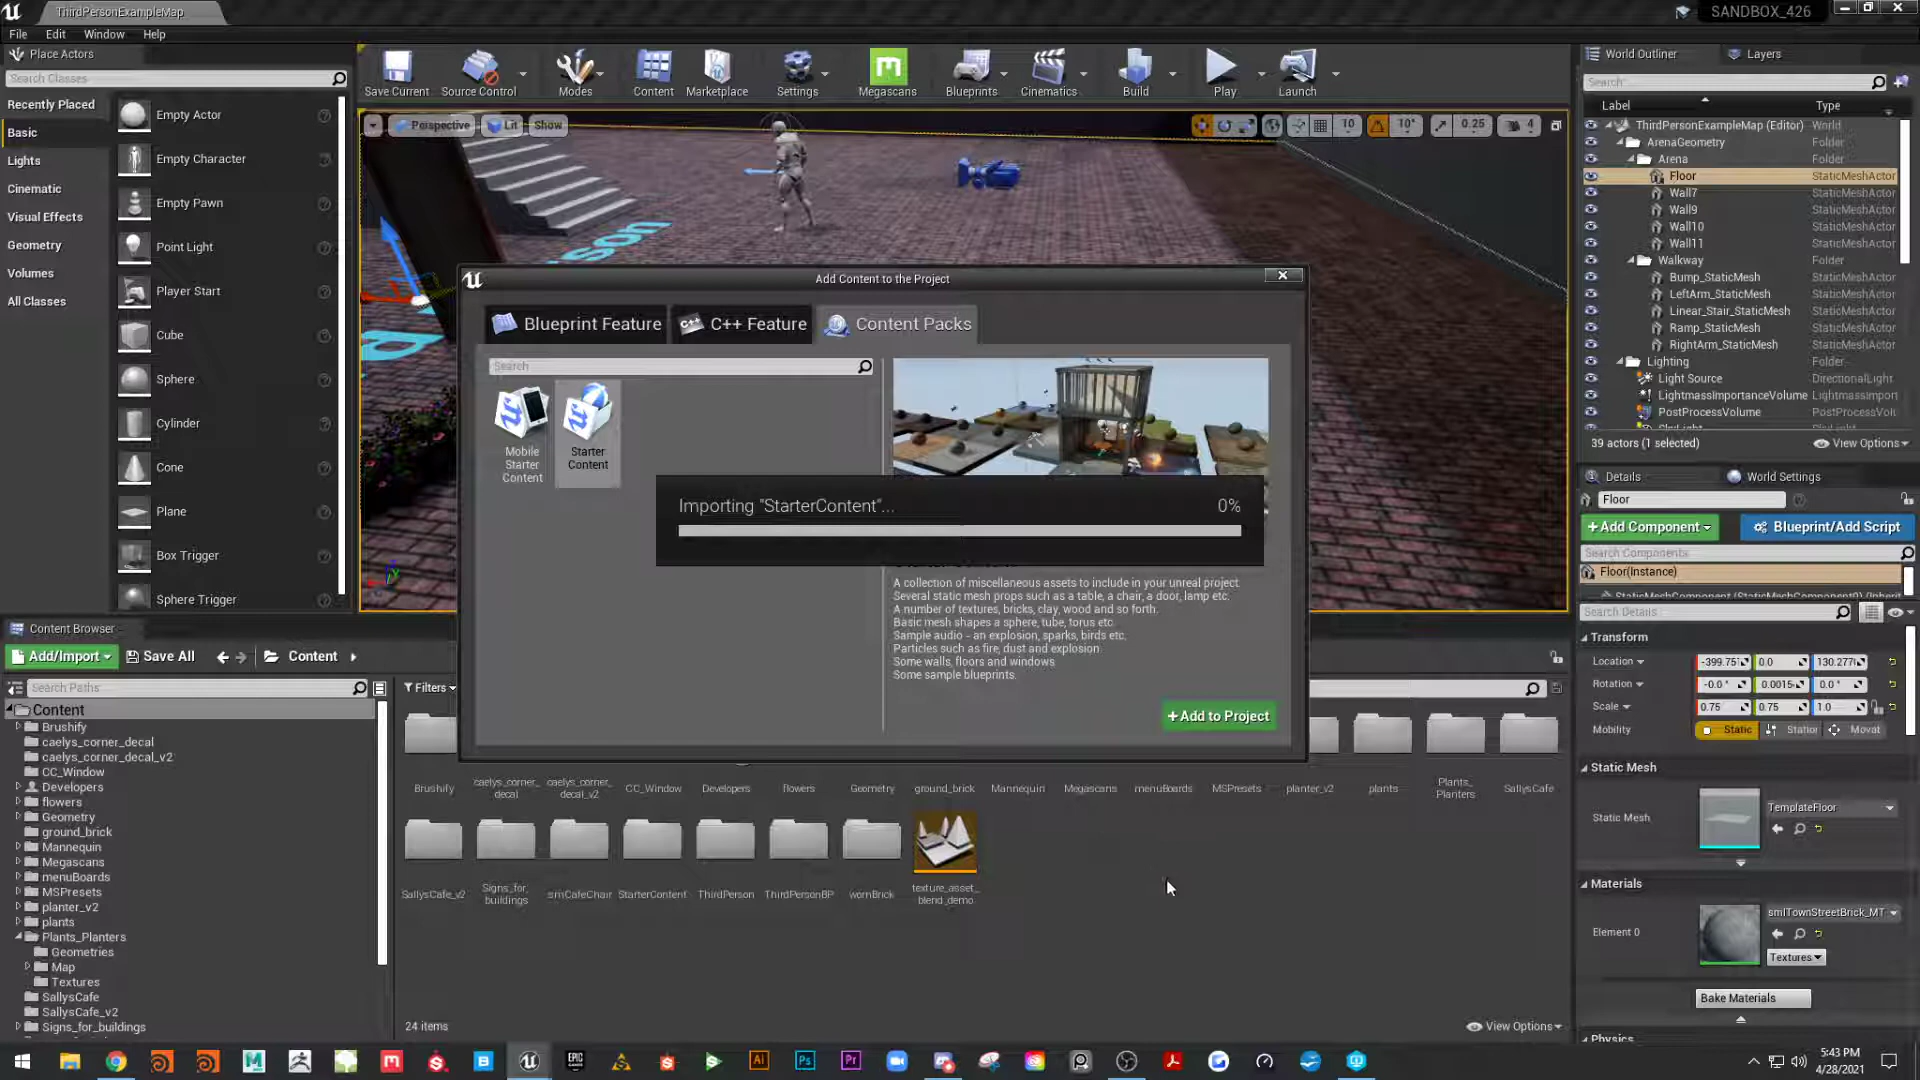 ThirdPersonExampleMap
SANDBOX_426
File Edit Window Help
Place Actors
Search Classes
Recently Placed
Basic
Lights
Cinematic
Visual Effects
Geometry
Volumes
All Classes
Empty Actor
Empty Character
Empty Pawn
Point Light
Player Start
Cube
Sphere
Cylinder
Cone
Plane
Box Trigger
Sphere Trigger
Save Current
Source Control
Modes
Content
Marketplace
Settings
Megascans
Blueprints
Cinematics
Build
Play
Launch
Perspective
Lit
Show
10
10°
0.25
4
Add Content to the Project
Blueprint Feature
C++ Feature
Content Packs
Search
Mobile
Starter
Content
Starter
Content
Importing "StarterContent"...
0%
A collection of miscellaneous assets to include in your unreal project.
Several static mesh props such as a table, a chair, a door, lamp etc.
A number of textures, bricks, clay, wood and so forth.
Basic mesh shapes a sphere, tube, torus etc.
Sample audio - an explosion, sparks, birds etc.
Particles such as fire, dust and explosion
Some walls, floors and windows
Some sample blueprints.
+Add to Project
World Outliner
Layers
Search...
Label
Type
ThirdPersonExampleMap (Editor) World
ArenaGeometry Folder
Arena Folder
Floor StaticMeshActor
Wall7 StaticMeshActor
Wall9 StaticMeshActor
Wall10 StaticMeshActor
Wall11 StaticMeshActor
Walkway Folder
Bump_StaticMesh StaticMeshActor
LeftArm_StaticMesh StaticMeshActor
Linear_Stair_StaticMesh StaticMeshActor
Ramp_StaticMesh StaticMeshActor
RightArm_StaticMesh StaticMeshActor
Lighting Folder
Light Source DirectionalLight
LightmassImportanceVolume LightmassImport
PostProcessVolume PostProcessVolu
39 actors (1 selected)
View Options
Details
World Settings
Floor
+Add Component
Blueprint/Add Script
Search Components
Floor(Instance)
StaticMeshComponent (StaticMeshComponent0) (Inherit
Search Details
Transform
Location -399.751 0.0 130.277
Rotation -0.0 ° 0.0015 0.0 °
Scale 0.75 0.75 1.0
Mobility Static Station Movat
Static Mesh
Static Mesh
TemplateFloor
Materials
Element 0
smlTownStreetBrick_MT
Textures
Bake Materials
Physics
Content Browser
Add/Import
Save All
Content
Search Paths
Filters
Content
Brushify
caelys_corner_decal
caelys_corner_decal_v2
CC_Window
Developers
flowers
Geometry
ground_brick
Mannequin
Megascans
menuBoards
MSPresets
planter_v2
plants
Plants_Planters
Geometries
Map
Textures
SallysCafe
SallysCafe_v2
Signs_for_buildings
Brushify
caelys_corner_
decal
caelys_corner_
decal_v2
CC_Window
Developers
flowers
Geometry
ground_brick
Mannequin
Megascans
menuBoards
MSPresets
planter_v2
plants
Plants_
Planters
SallysCafe
SallysCafe_v2
Signs_for_
buildings
smCafeChair
StarterContent
ThirdPerson
ThirdPersonBP
wornBrick
texture_asset_
blend_demo
24 items
View Options
5:43 PM
4/28/2021